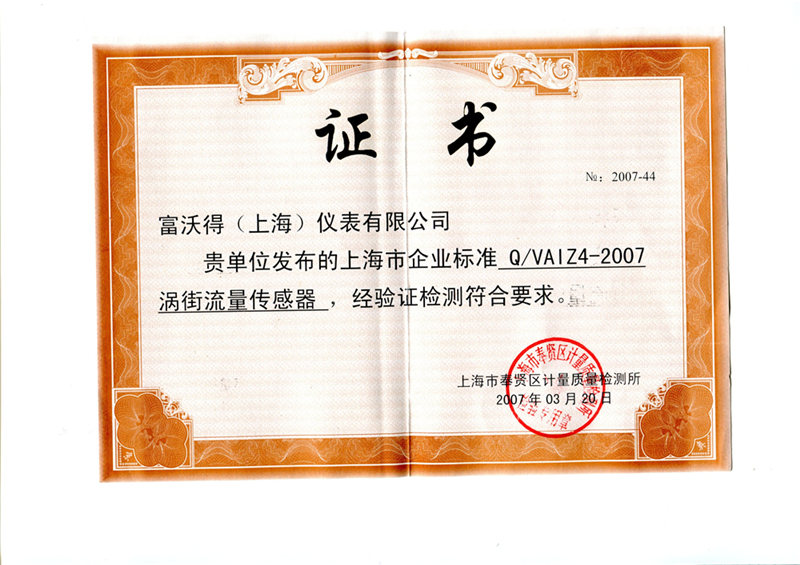 证书
№: 2007-44
富沃得（上海）仪表有限公司
贵单位发布的上海市企业标准 Q/VAIZ4-2007
涡街流量传感器 ，经验证检测符合要求。
上海市奉贤区计量质量检测所
2007 年 03 月 20 日